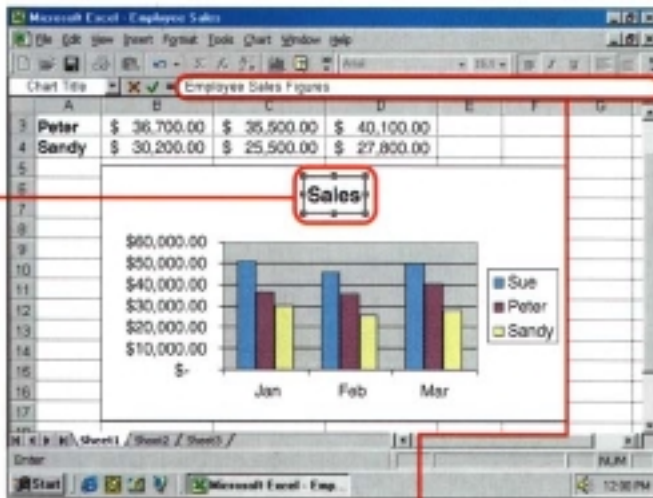 Microsoft Excel - Employee Sales
File Edit View Insert Format Tools Chart Window Help
Arial
Chart Title = Employee Sales Figures
A B C D E F G
3 Peter $ 36,700.00 $ 35,500.00 $ 40,100.00
4 Sandy $ 30,200.00 $ 25,500.00 $ 27,800.00
5
6
7
8
9
10
11
12
13
14
15
16
17
Sales
$60,000.00
$50,000.00
$40,000.00
$30,000.00
$20,000.00
$10,000.00
$-
Jan Feb Mar
Sue
Peter
Sandy
Sheet1 / Sheet2 / Sheet3 /
Enter NUM
Start Microsoft Excel - Emp... 12:00 PM